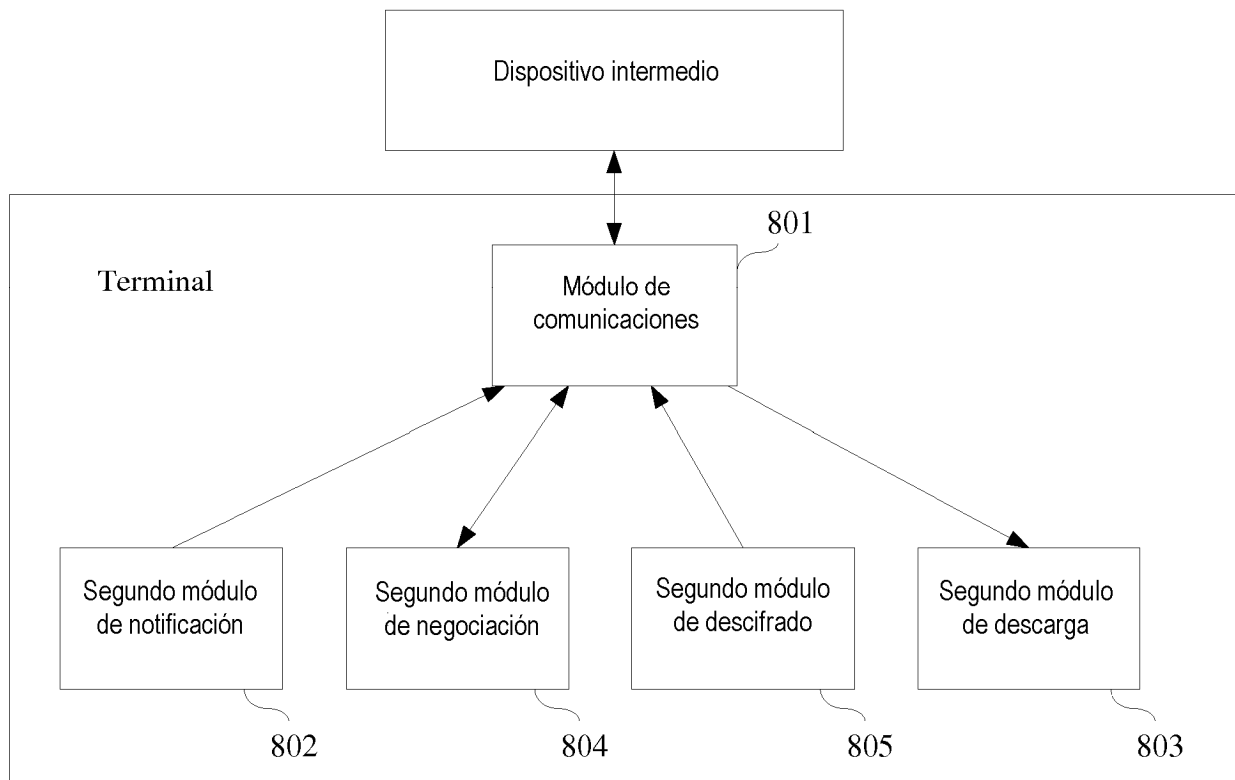 Dispositivo intermedio
801
Terminal
Módulo de
comunicaciones
Segundo módulo
de notificación
Segundo módulo
de negociación
Segundo módulo
de descifrado
Segundo módulo
de descarga
802
804
805
803